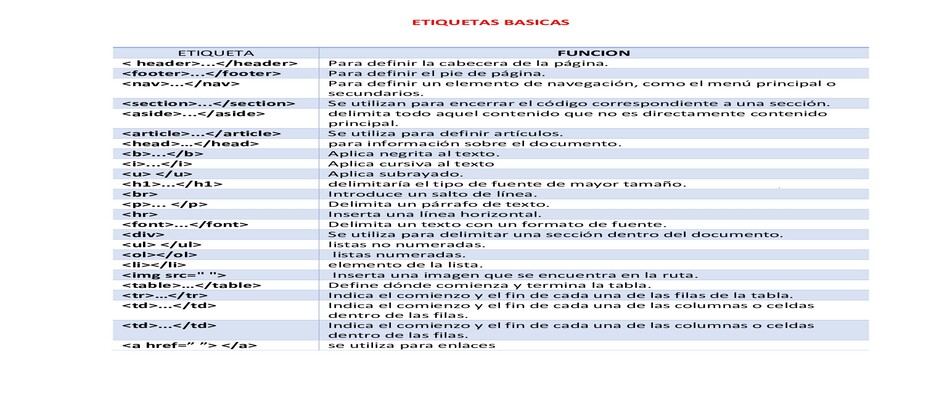 ETIQUETAS BASICAS
ETIQUETA FUNCION
< header>...</header> Para definir la cabecera de la página.
<footer>...</footer> Para definir el pie de página.
<nav>...</nav> Para definir un elemento de navegación, como el menú principal o
secundarios.
<section>...</section> Se utilizan para encerrar el código correspondiente a una sección.
<aside>...</aside> delimita todo aquel contenido que no es directamente contenido
principal.
<article>...</article> Se utiliza para definir artículos.
<head>...</head> para información sobre el documento.
<b>...</b> Aplica negrita al texto.
<i>...</i> Aplica cursiva al texto
<u> </u> Aplica subrayado.
<h1>...</h1> delimitaría el tipo de fuente de mayor tamaño.
<br> Introduce un salto de línea.
<p>... </p> Delimita un párrafo de texto.
<hr> Inserta una línea horizontal.
<font>...</font> Delimita un texto con un formato de fuente.
<div> Se utiliza para delimitar una sección dentro del documento.
<ul> </ul> listas no numeradas.
<ol></ol> listas numeradas.
<li></li> elemento de la lista.
<img src=" "> Inserta una imagen que se encuentra en la ruta.
<table>...</table> Define dónde comienza y termina la tabla.
<tr>...</tr> Indica el comienzo y el fin de cada una de las filas de la tabla.
<td>...</td> Indica el comienzo y el fin de cada una de las columnas o celdas
dentro de las filas.
<td>...</td> Indica el comienzo y el fin de cada una de las columnas o celdas
dentro de las filas.
<a href=" "> </a> se utiliza para enlaces